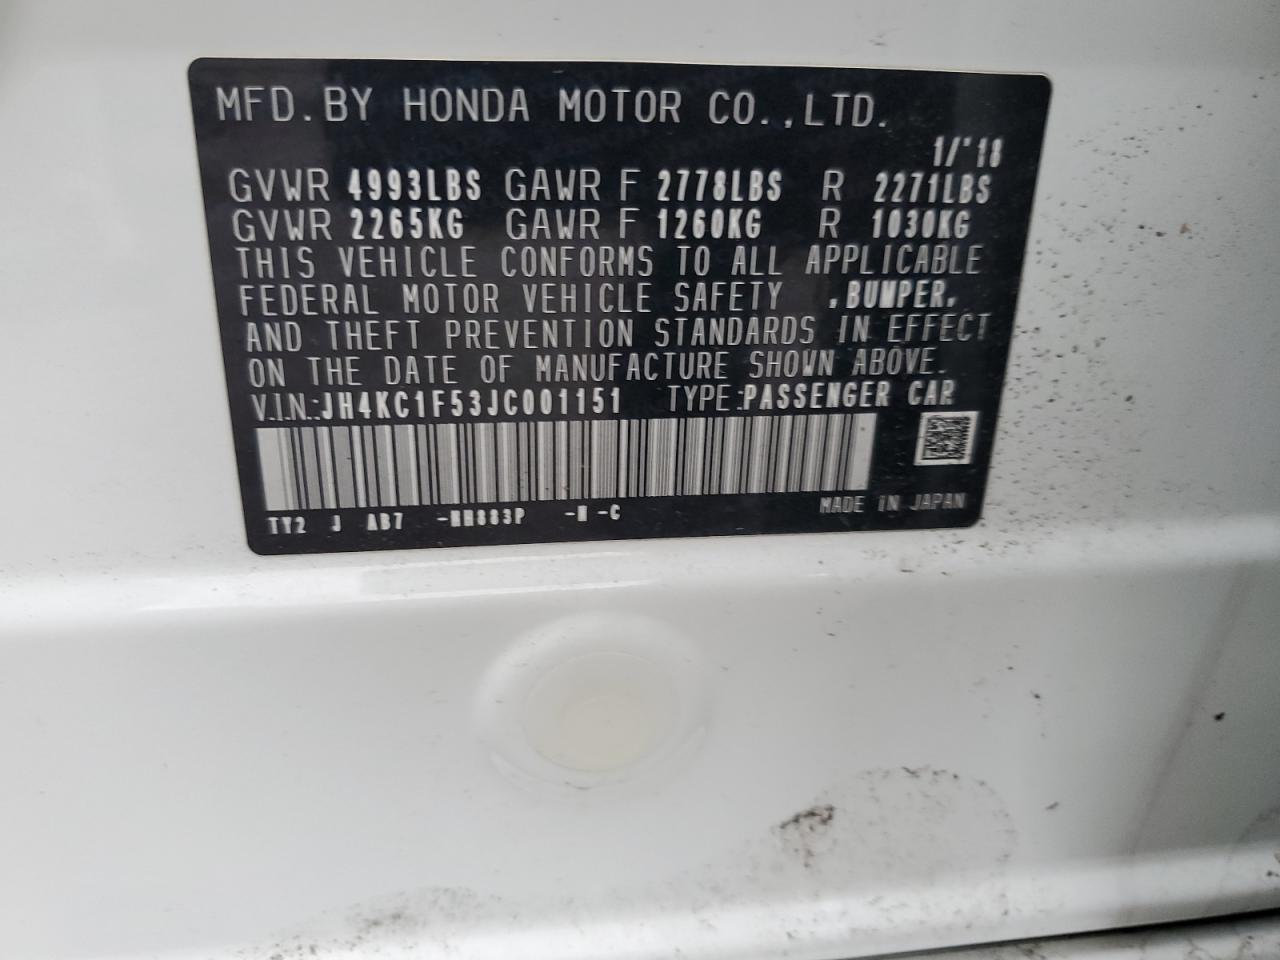 MFD. BY HONDA MOTOR CO., LTD.
1/'18
GVWR 4993LBS GAWR F 2778LBS R 2271LBS
GVWR 2265KG GAWR F 1260KG R 1030KG
THIS VEHICLE CONFORMS TO ALL APPLICABLE
FEDERAL MOTOR VEHICLE SAFETY , BUMPER,
AND THEFT PREVENTION STANDARDS IN EFFECT
ON THE DATE OF MANUFACTURE SHOWN ABOVE.
V.I.N.:JH4KC1F53JC001151 TYPE:PASSENGER CAR
TY2 J AB7 -NH883P -N -C
MADE IN JAPAN